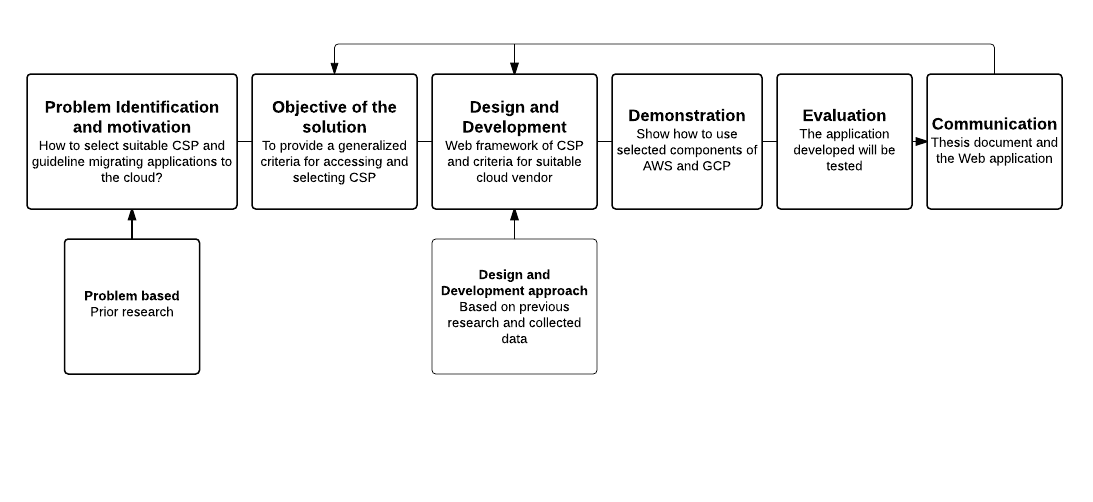 Problem Identification
and motivation
How to select suitable CSP and
guideline migrating applications to
the cloud?
Objective of the
solution
To provide a generalized
criteria for accessing and
selecting CSP
Design and
Development
Web framework of CSP
and criteria for suitable
cloud vendor
Demonstration
Show how to use
selected components of
AWS and GCP
Evaluation
The application
developed will be
tested
Communication
Thesis document and
the Web application
Problem based
Prior research
Design and
Development approach
Based on previous
research and collected
data